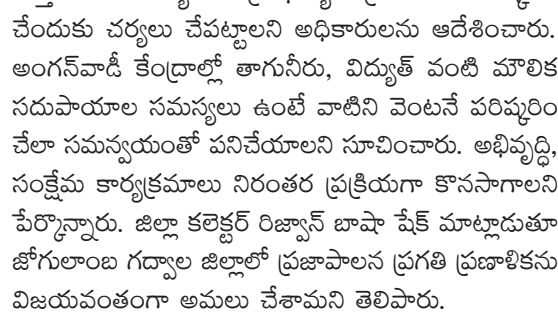 చేందుకు చర్యలు చేపట్టాలని అధికారులను ఆదేశించారు.
అంగన్‌వాడీ కేంద్రాల్లో తాగునీరు, విద్యుత్ వంటి మౌలిక
సదుపాయాల సమస్యలు ఉంటే వాటిని వెంటనే పరిష్కరిం
చేలా సమన్వయంతో పనిచేయాలని సూచించారు. అభివృద్ధి,
సంక్షేమ కార్యక్రమాలు నిరంతర ప్రక్రియగా కొనసాగాలని
పేర్కొన్నారు. జిల్లా కలెక్టర్ రిజ్వాన్ బాషా షేక్ మాట్లాడుతూ
జోగులాంబ గద్వాల జిల్లాలో ప్రజాపాలన ప్రగతి ప్రణాళికను
విజయవంతంగా అమలు చేశామని తెలిపారు.